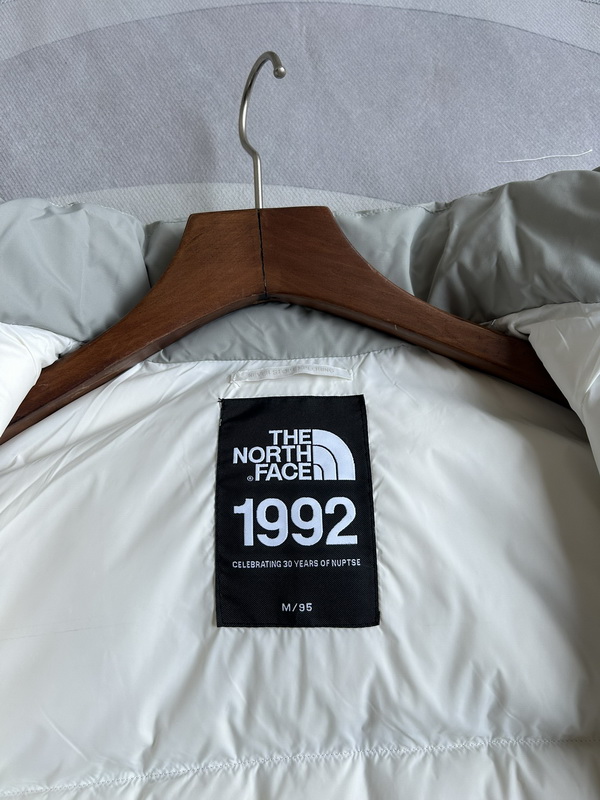 THE
NORTH
® FACE
1992
CELEBRATING 30 YEARS OF NUPTSE
M/95